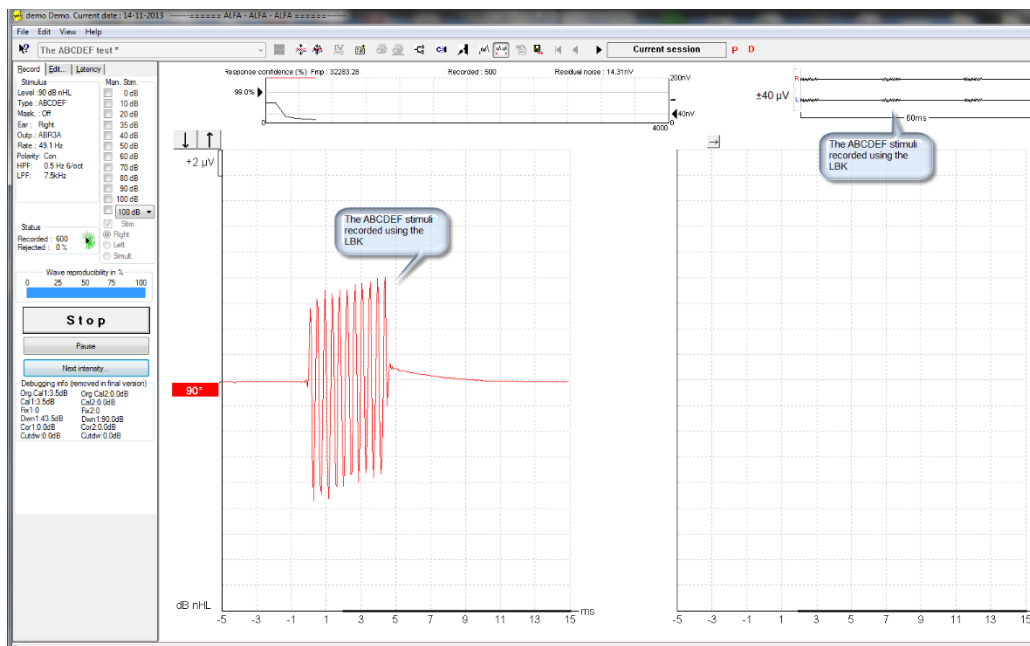 demo Demo. Current date : 14-11-2013 ------====== ALFA - ALFA - ALFA ======------
File Edit View Help
The ABCDEF test *
Current session
P D
Record Edit... Latency
Stimulus
Level :90 dB nHL
Type : ABCDEF
Mask. : Off
Ear : Right
Outp.: ABR3A
Rate.: 49.1 Hz
Polarity: Con.
HPF: 0.5 Hz 6/oct
LPF: 7.5kHz
Man. Stim.
0 dB
10 dB
20 dB
35 dB
40 dB
50 dB
60 dB
70 dB
80 dB
90 dB
100 dB
100 dB
Stim.
Right
Left
Simult.
Status
Recorded : 600
Rejected : 0 %
Wave reproducibility in %
0 25 50 75 100
Stop
Pause
Next intensity...
Debugging info (removed in final version)
Org Cal1:3.5dB Org Cal2:0.0dB
Cal1:3.5dB Cal2:0.0dB
Fix1:0 Fix2:0
Dwn1:43.5dB Dwn1:90.0dB
Cor1:0.0dB Cor2:0.0dB
Cutdw:0.0dB Cutdw:0.0dB
Response confidence (%) Fmp : 32283.28 Recorded : 500 Residual noise : 14.31nV
200nV
99.0%
40nV
0 4000
±40 µV
R
L
60ms
The ABCDEF stimuli
recorded using the
LBK
+2 µV
The ABCDEF stimuli
recorded using the
LBK
90"
dB nHL
ms
-5 -3 -1 1 3 5 7 9 11 13 15
-5 -3 -1 1 3 5 7 9 11 13 15